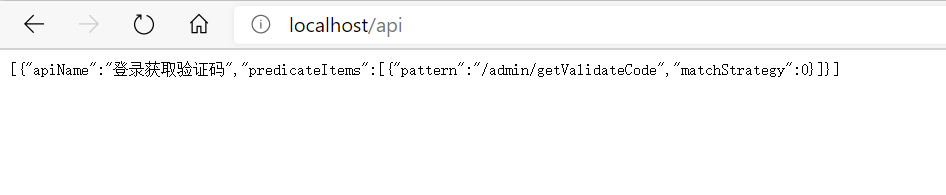 localhost/api
[{"apiName":"登录获取验证码","predicateItems":[{"pattern":"/admin/getValidateCode","matchStrategy":0}]}]